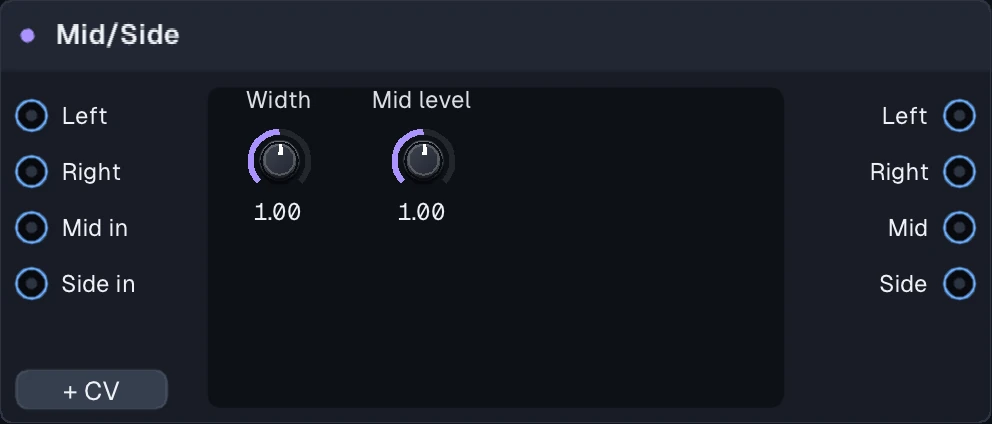 Mid/Side
Width Mid level
Left Left
Right Right
1.00 1.00
Mid in Mid
Side in Side
+ CV